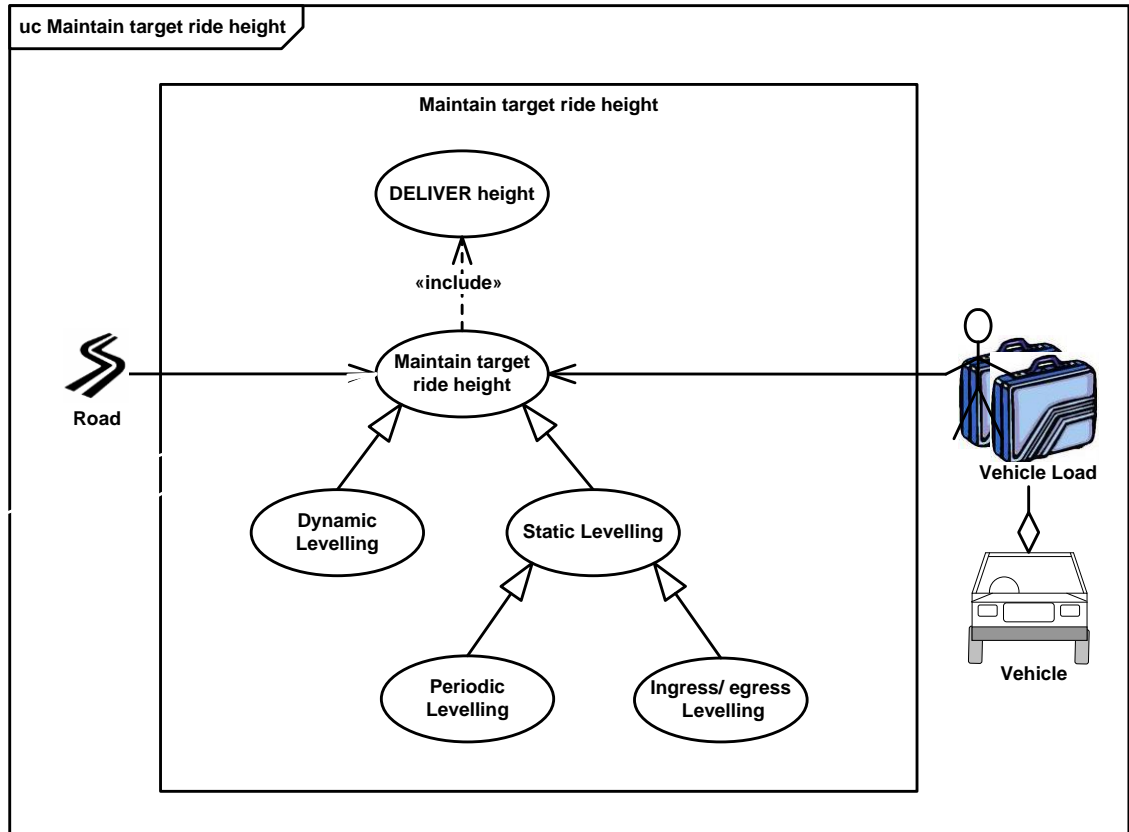 uc Maintain target ride height
Maintain target ride height
DELIVER height
«include»
Maintain target
ride height
Road
Vehicle Load
Dynamic
Levelling
Static Levelling
Periodic
Levelling
Ingress/ egress
Levelling
Vehicle